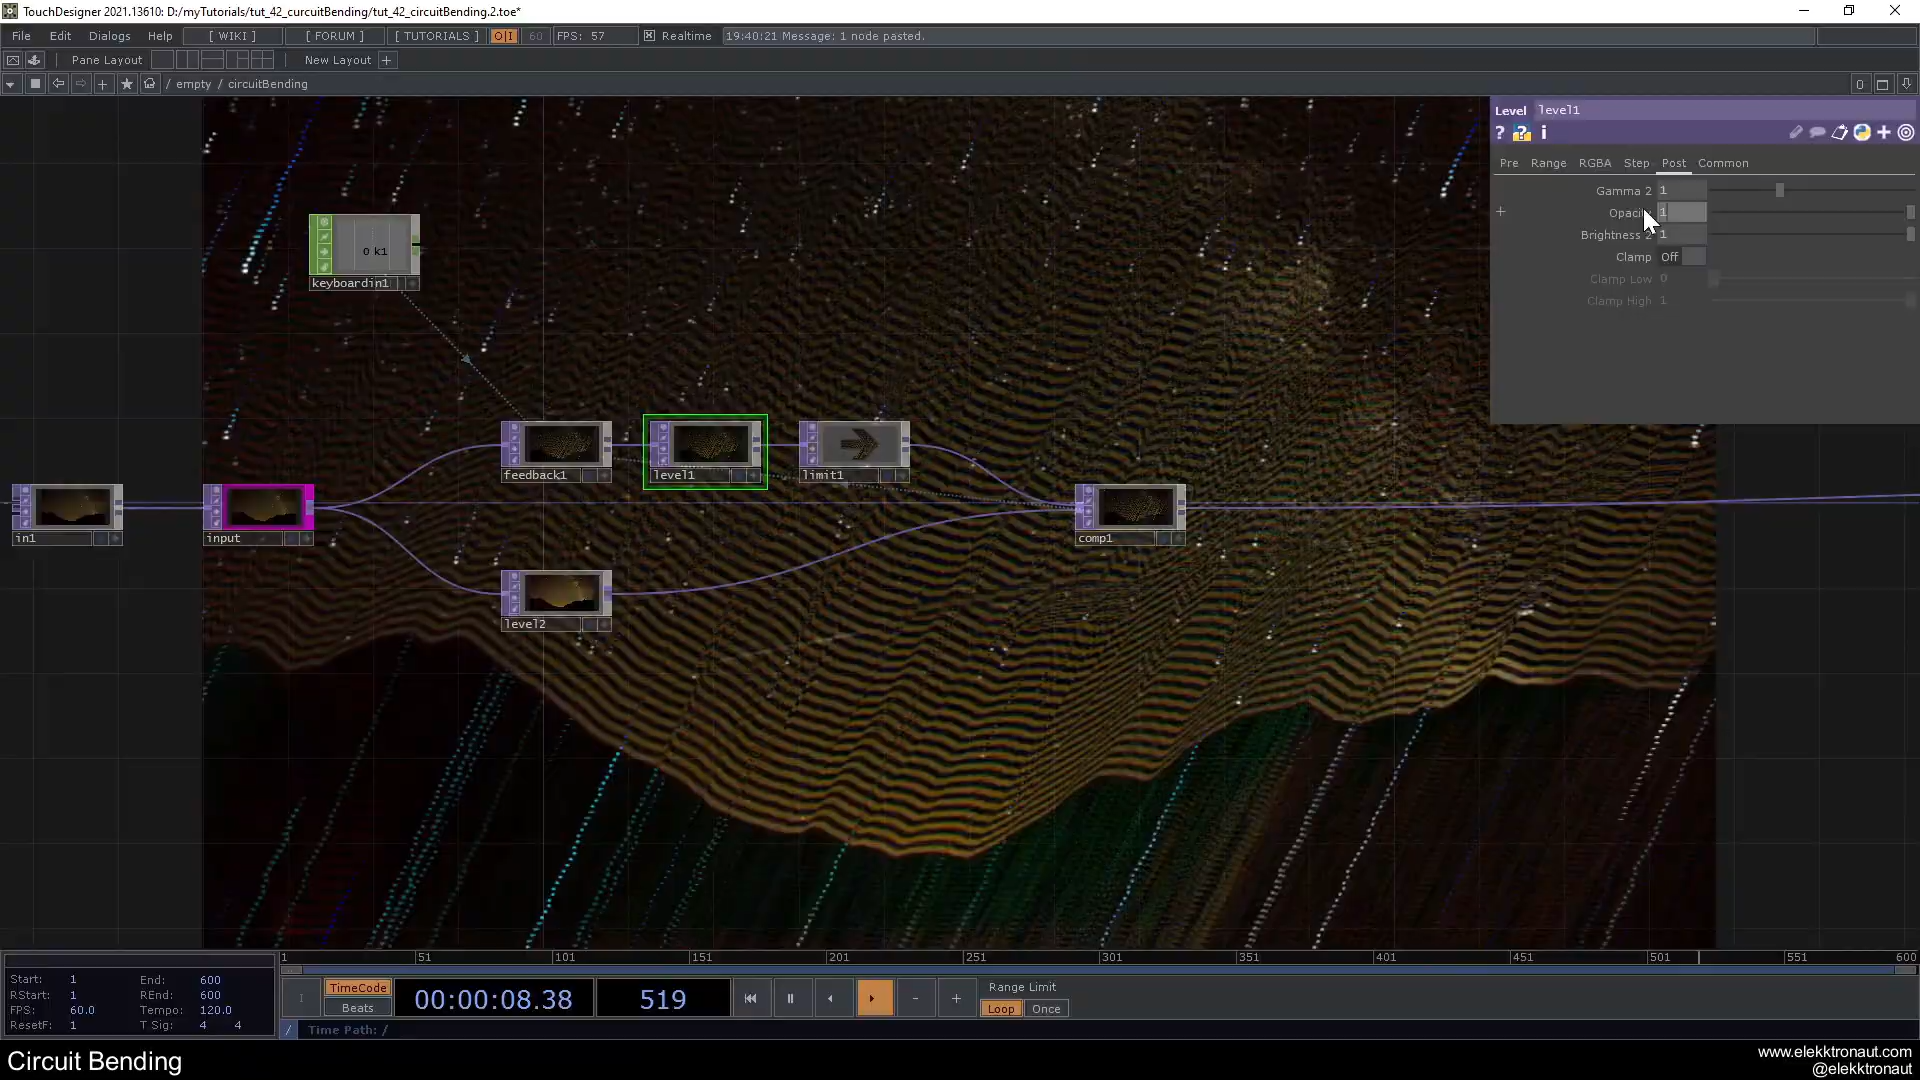 TouchDesigner 2021.13610: D:/myTutorials/tut_42_curcuitBending/tut_42_circuitBending.2.toe*
File Edit Dialogs Help [ WIKI ] [ FORUM ] [ TUTORIALS ] O|I 60 FPS: 57 Realtime 19:40:21 Message: 1 node pasted.
Pane Layout New Layout +
/ empty / circuitBending 0
Level level1
? ? i
Pre Range RGBA Step Post Common
Gamma 2 1
+ 1
Brightness 2 1
Clamp Off
Clamp Low 0
Clamp High 1
0 k1
keyboardin1
feedback1
level1
limit1
in1
input
comp1
level2
1 51 101 151 201 251 301 351 401 451 501 551 600
Start: 1 End: 600
RStart: 1 REnd: 600
FPS: 60.0 Tempo: 120.0
ResetF: 1 T Sig: 4 4
TimeCode
Beats
00:00:08.38
519
Range Limit
Loop Once
/ Time Path: /
Circuit Bending
www.elekktronaut.com
@elekktronaut